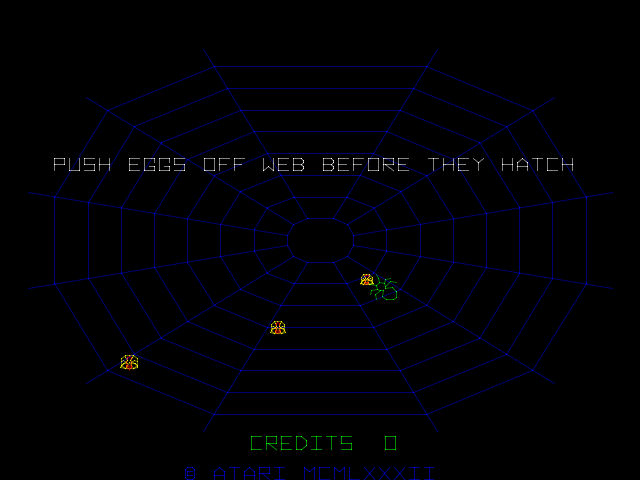 PUSH EGGS OFF WEB BEFORE THEY HATCH
CREDITS 0
© ATARI MCMLXXXII